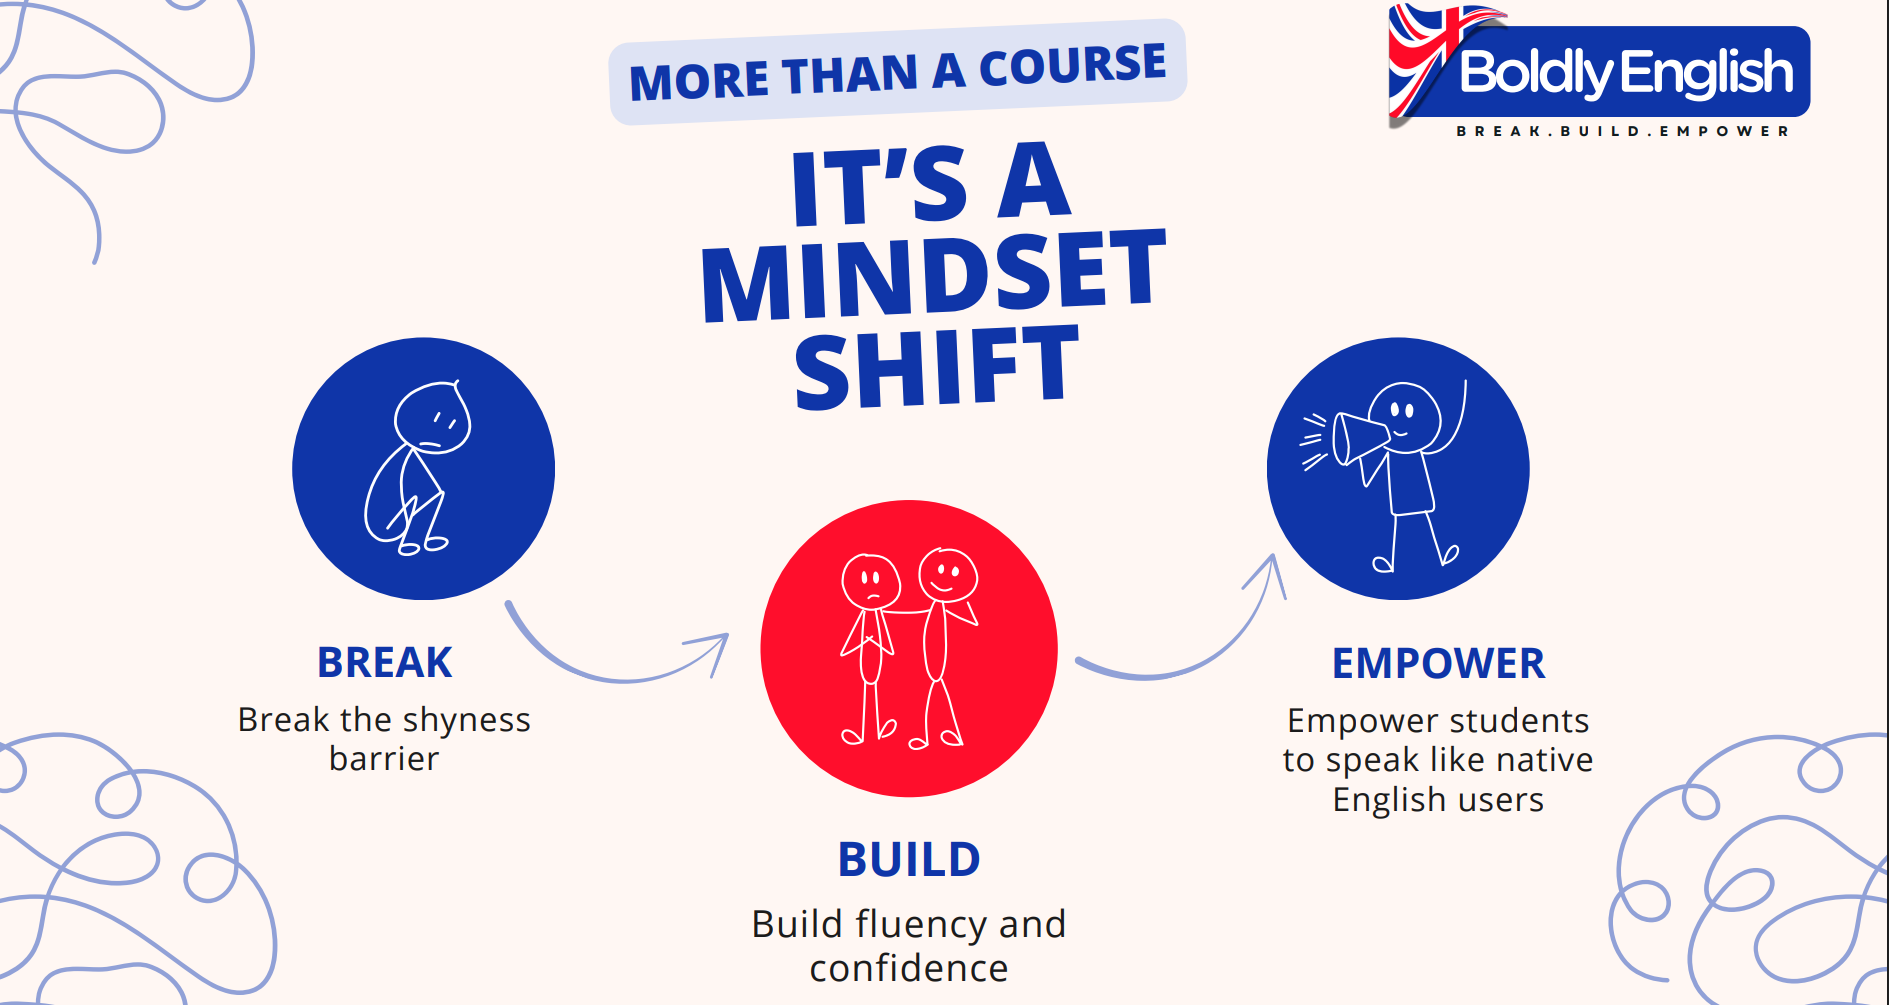 MORE THAN A COURSE
Boldly English
BREAK.BUILD.EMPOWER
IT’S A
MINDSET
SHIFT
BREAK
Break the shyness
barrier
BUILD
Build fluency and
confidence
EMPOWER
Empower students
to speak like native
English users